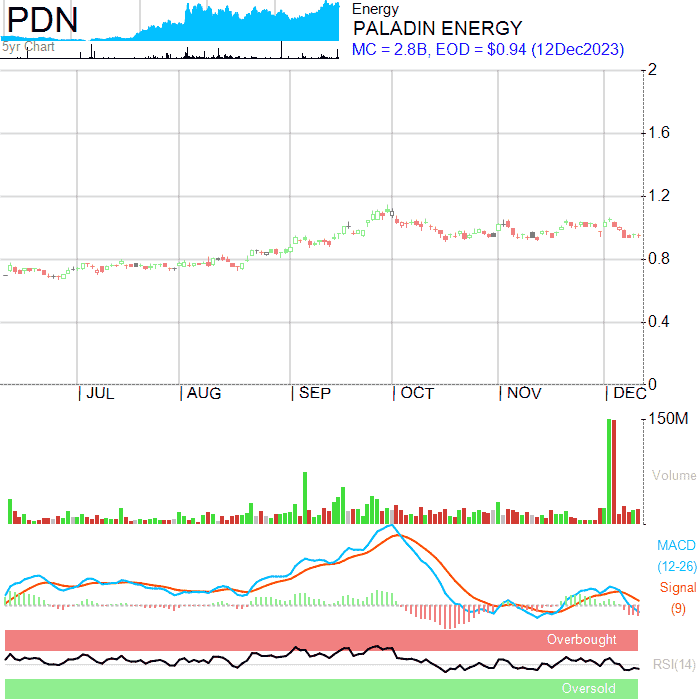 PDN
5yr Chart
Energy
PALADIN ENERGY
MC = 2.8B, EOD = $0.94 (12Dec2023)
2
1.6
1.2
0.8
0.4
0
JUL
AUG
SEP
OCT
NOV
DEC
150M
Volume
MACD
(12-26)
Signal
(9)
Overbought
RSI(14)
Oversold